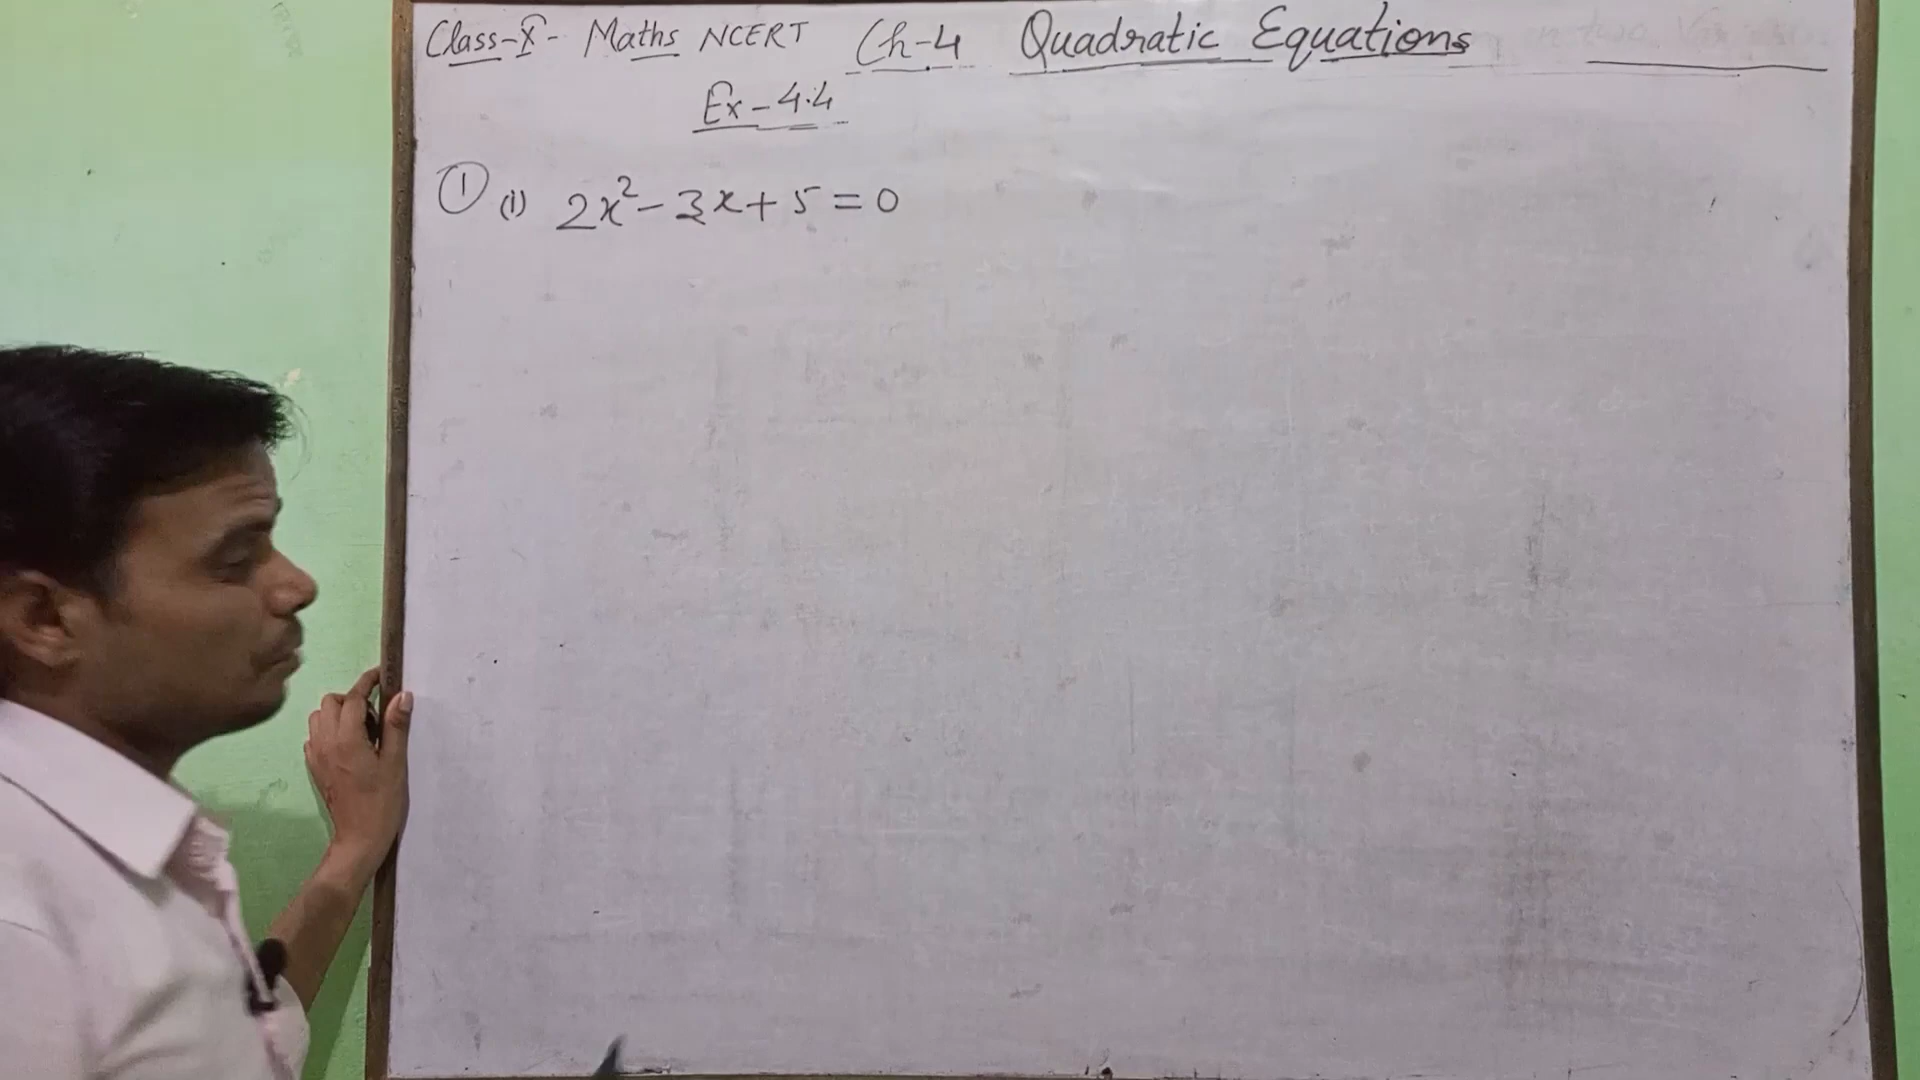 Class-X- Maths NCERT Ch-4 Quadratic Equations
Ex-4.4
① (i) 2x²-3x+5=0